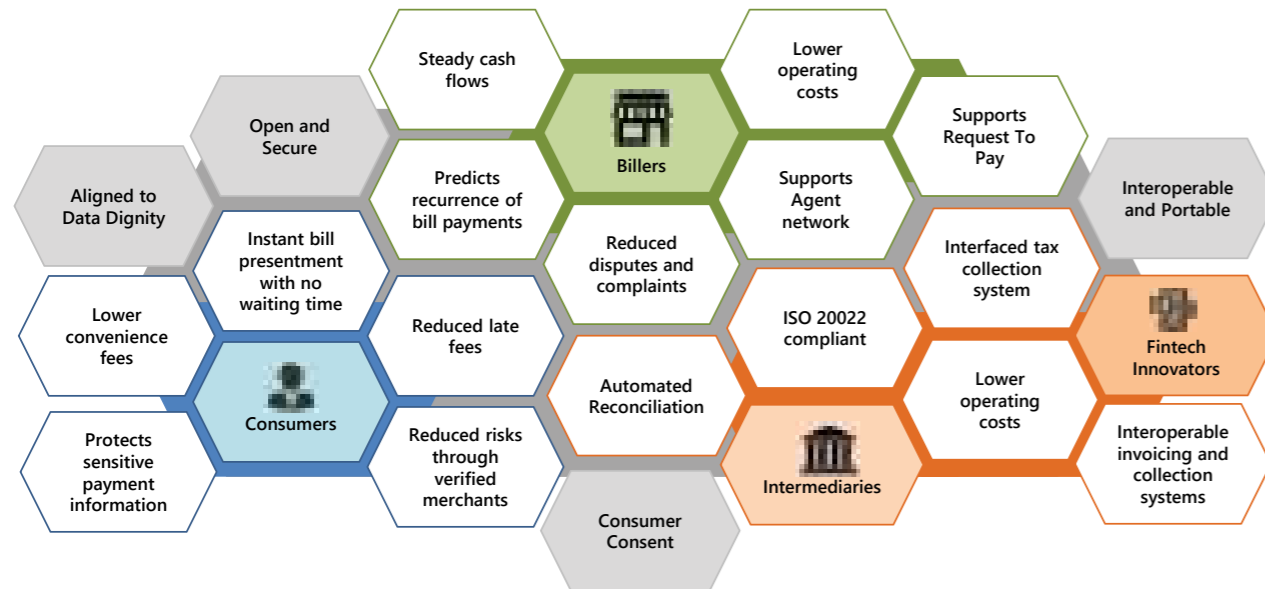 Steady cash
flows
Lower
operating
costs
Open and
Secure
Billers
Supports
Request To
Pay
Aligned to
Data Dignity
Predicts
recurrence of
bill payments
Supports
Agent
network
Interoperable
and Portable
Instant bill
presentment
with no
waiting time
Reduced
disputes and
complaints
Interfaced tax
collection
system
Lower
convenience
fees
Reduced late
fees
ISO 20022
compliant
Fintech
Innovators
Consumers
Automated
Reconciliation
Lower
operating
costs
Protects
sensitive
payment
information
Reduced risks
through
verified
merchants
Intermediaries
Interoperable
invoicing and
collection
systems
Consumer
Consent